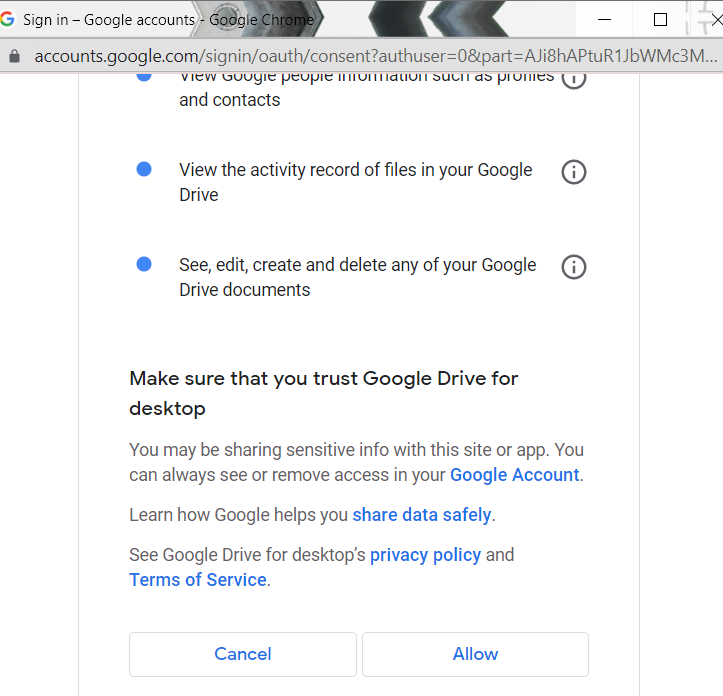 Sign in – Google accounts - Google Chrome
accounts.google.com/signin/oauth/consent?authuser=0&part=AJi8hAPtuR1JbWMc3M...
View Google people information such as profiles
and contacts
View the activity record of files in your Google
Drive
See, edit, create and delete any of your Google
Drive documents
Make sure that you trust Google Drive for
desktop
You may be sharing sensitive info with this site or app. You
can always see or remove access in your Google Account.
Learn how Google helps you share data safely.
See Google Drive for desktop’s privacy policy and
Terms of Service.
Cancel Allow